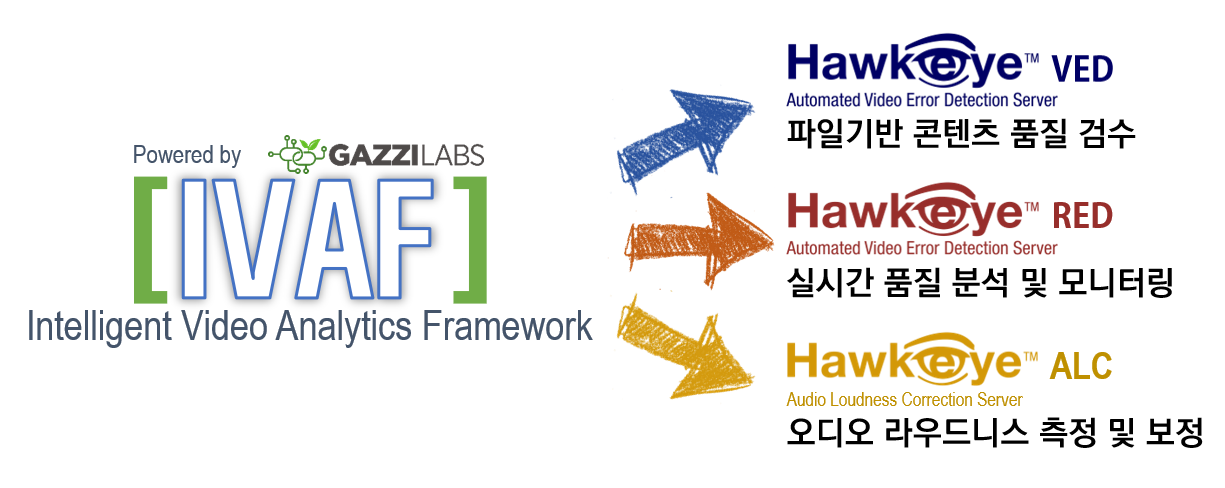 Powered by GAZZILABS
[IVAF]
Intelligent Video Analytics Framework
Hawkeye™ VED
Automated Video Error Detection Server
파일기반 콘텐츠 품질 검수
Hawkeye™ RED
Automated Video Error Detection Server
실시간 품질 분석 및 모니터링
Hawkeye™ ALC
Audio Loudness Correction Server
오디오 라우드니스 측정 및 보정